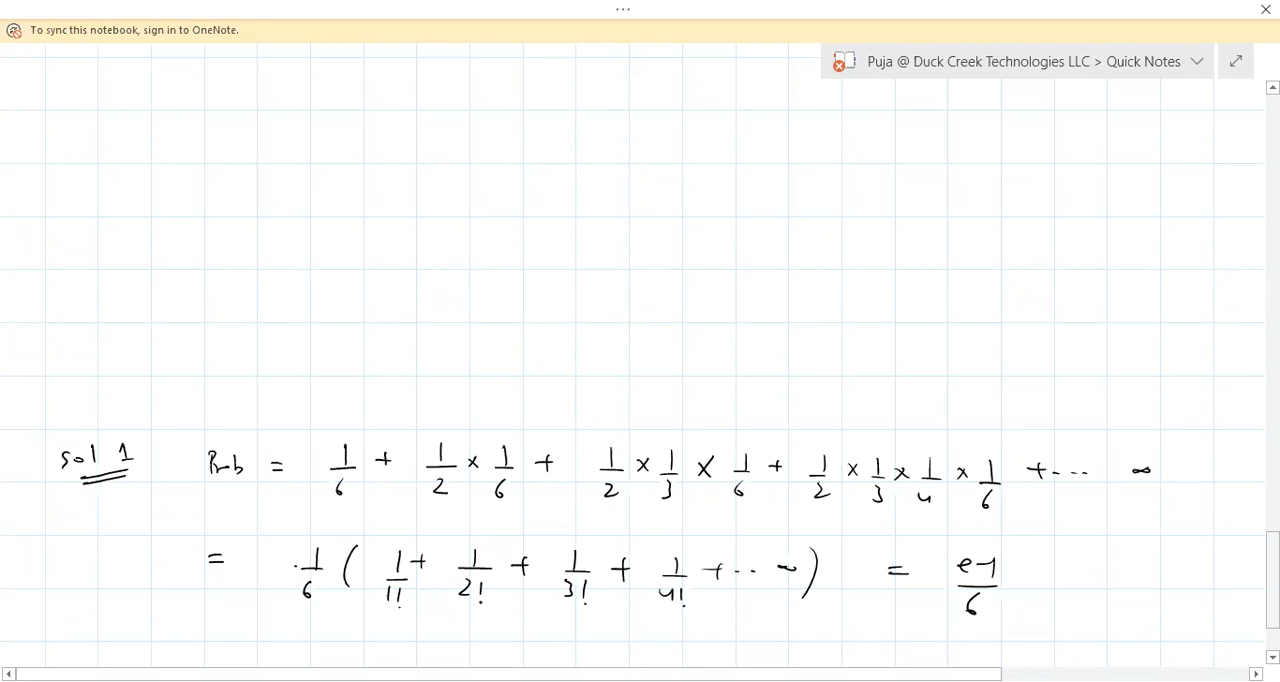 ...
To sync this notebook, sign in to OneNote.
Puja @ Duck Creek Technologies LLC > Quick Notes
Sol 1 Prob = 1/6 + 1/2 × 1/6 + 1/2 × 1/3 × 1/6 + 1/2 × 1/3 × 1/4 × 1/6 + ... ∞
= 1/6 ( 1/1! + 1/2! + 1/3! + 1/4! + ... ∞ ) = e-1/6